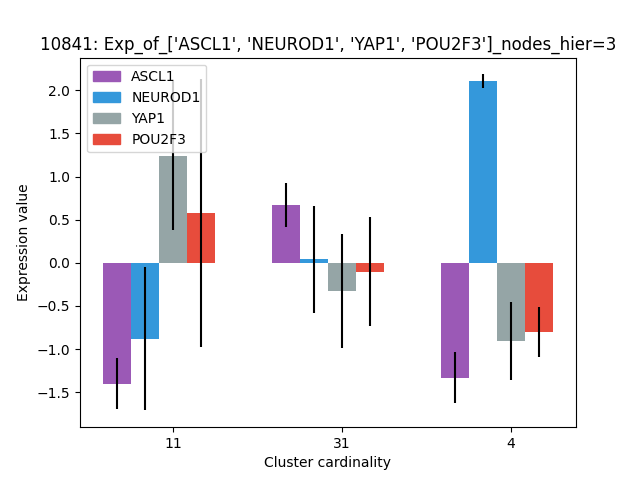 10841: Exp_of_['ASCL1', 'NEUROD1', 'YAP1', 'POU2F3']_nodes_hier=3
ASCL1
NEUROD1
YAP1
POU2F3
2.0
1.5
1.0
0.5
0.0
−0.5
−1.0
−1.5
Expression value
11
31
4
Cluster cardinality